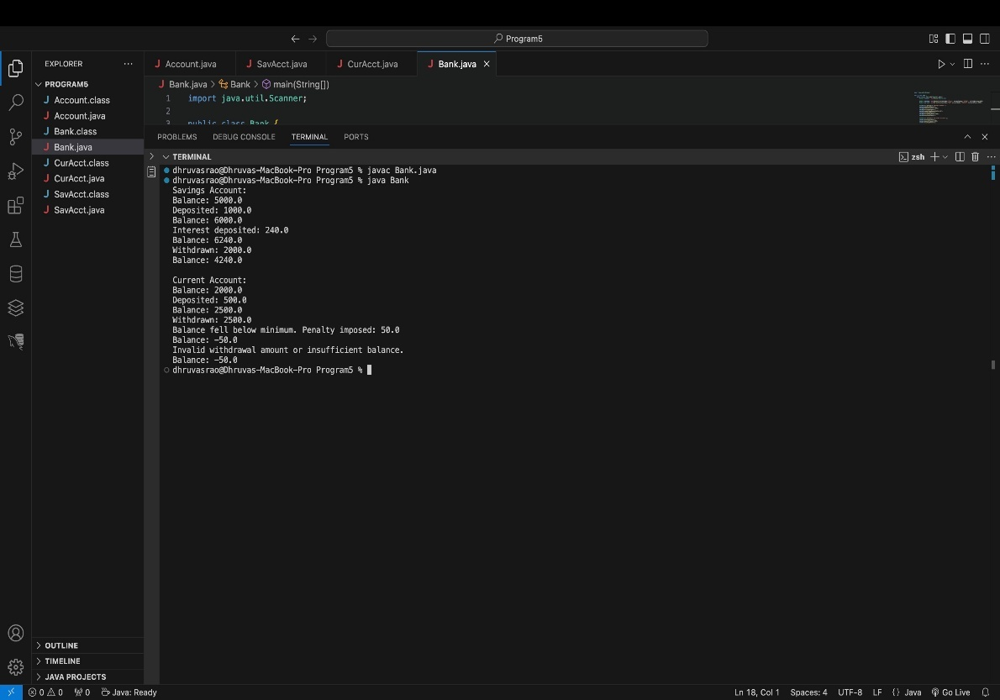 Program5
EXPLORER
PROGRAM5
Account.class
Account.java
Bank.class
Bank.java
CurAcct.class
CurAcct.java
SavAcct.class
SavAcct.java
OUTLINE
TIMELINE
JAVA PROJECTS
Account.java SavAcct.java CurAcct.java Bank.java
Bank.java > Bank > main(String[])
1 import java.util.Scanner;
2
3 public class Bank {
PROBLEMS DEBUG CONSOLE TERMINAL PORTS
TERMINAL zsh
dhruvasrao@Dhruvas-MacBook-Pro Program5 % javac Bank.java
dhruvasrao@Dhruvas-MacBook-Pro Program5 % java Bank
Savings Account:
Balance: 5000.0
Deposited: 1000.0
Balance: 6000.0
Interest deposited: 240.0
Balance: 6240.0
Withdrawn: 2000.0
Balance: 4240.0
Current Account:
Balance: 2000.0
Deposited: 500.0
Balance: 2500.0
Withdrawn: 2500.0
Balance fell below minimum. Penalty imposed: 50.0
Balance: -50.0
Invalid withdrawal amount or insufficient balance.
Balance: -50.0
dhruvasrao@Dhruvas-MacBook-Pro Program5 %
0 0 0 Java: Ready Ln 18, Col 1 Spaces: 4 UTF-8 LF {} Java Go Live